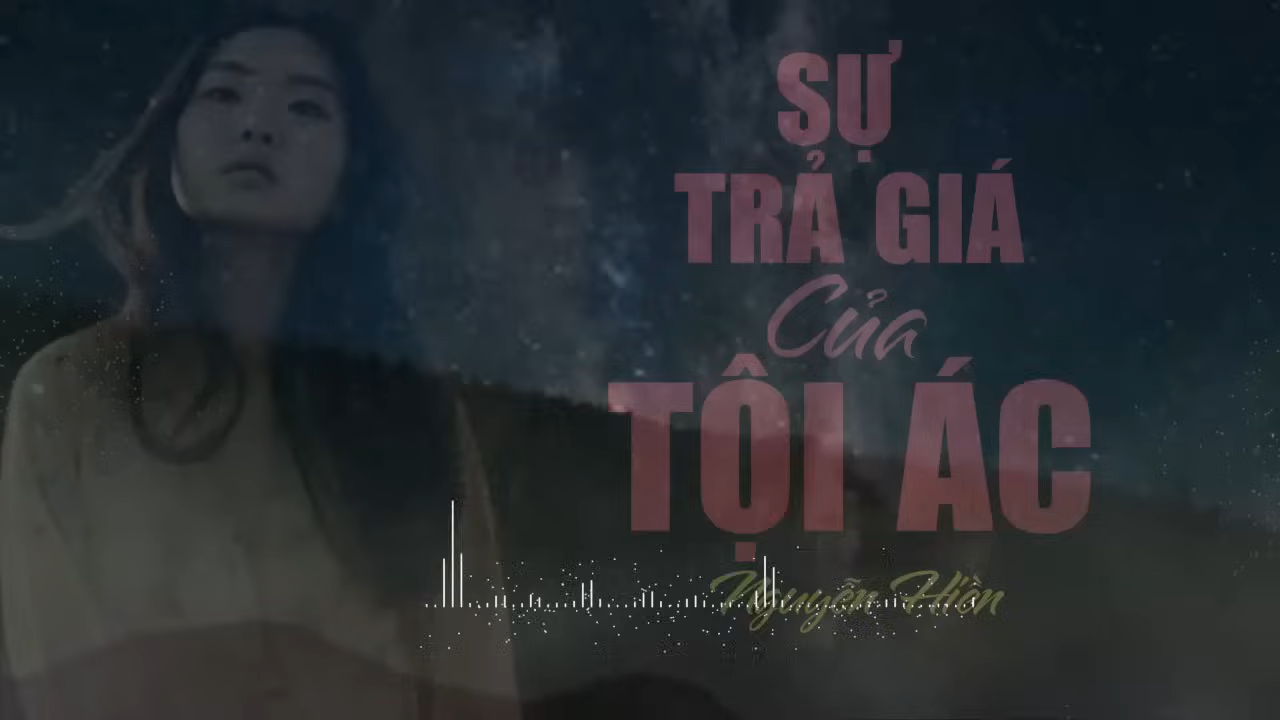 SỰ
TRẢ GIÁ
Của
TỘI ÁC
Nguyễn Hiền